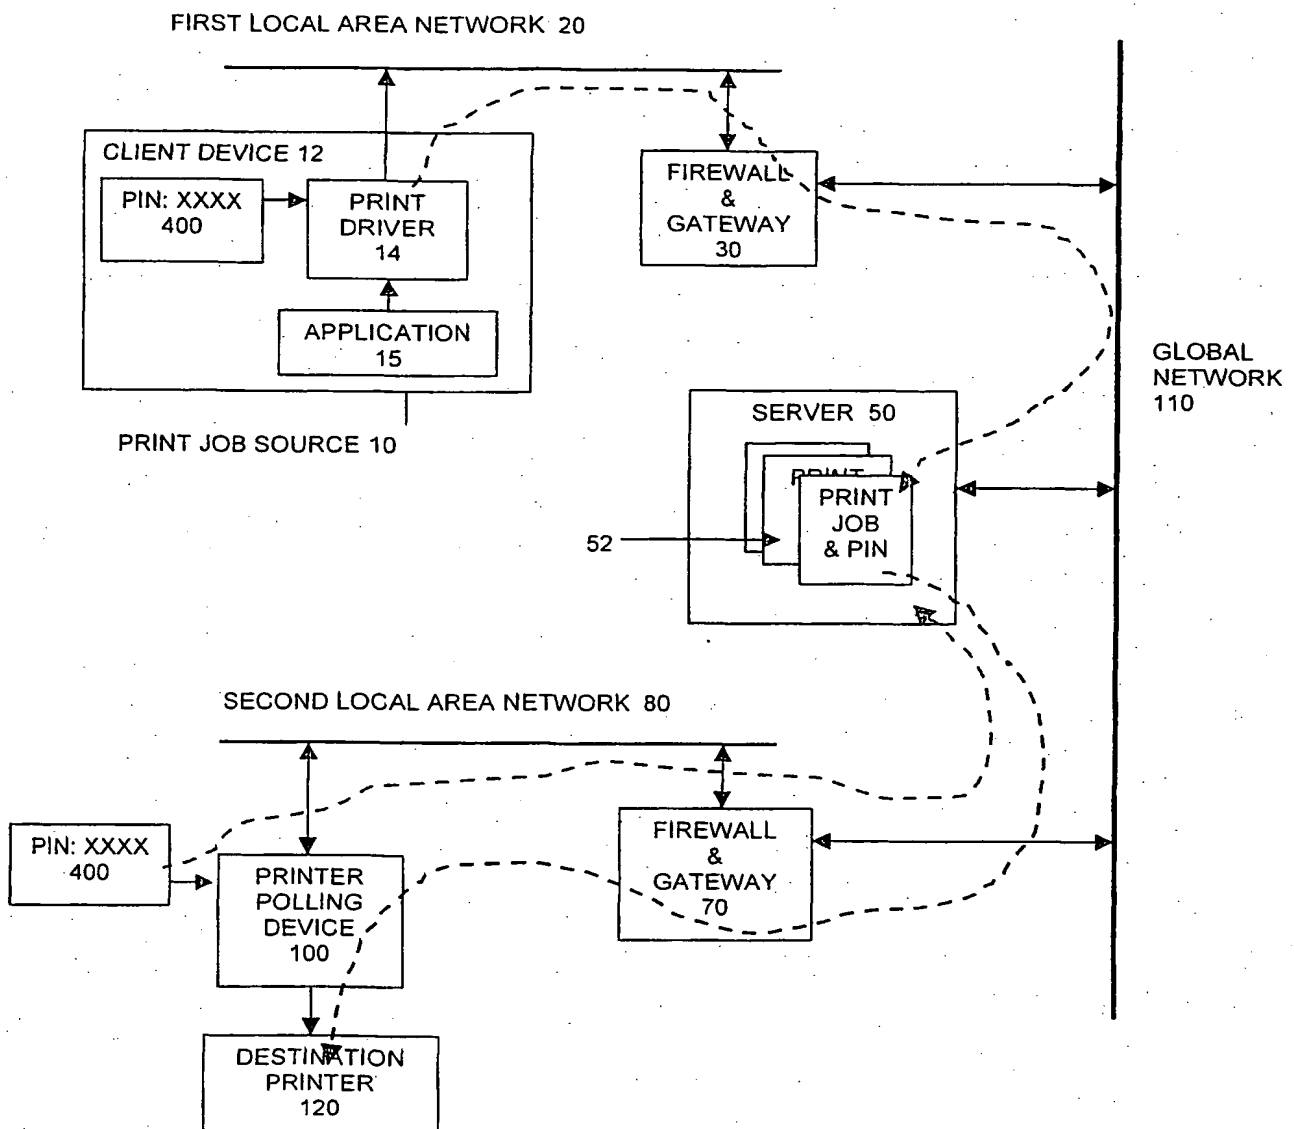 FIRST LOCAL AREA NETWORK 20
CLIENT DEVICE 12
PIN: XXXX
400
PRINT
DRIVER
14
APPLICATION
15
PRINT JOB SOURCE 10
FIREWALL
&
GATEWAY
30
GLOBAL
NETWORK
110
SERVER 50
PRINT
PRINT
JOB
& PIN
52
SECOND LOCAL AREA NETWORK 80
PIN: XXXX
400
PRINTER
POLLING
DEVICE
100
FIREWALL
&
GATEWAY
70
DESTINATION
PRINTER
120